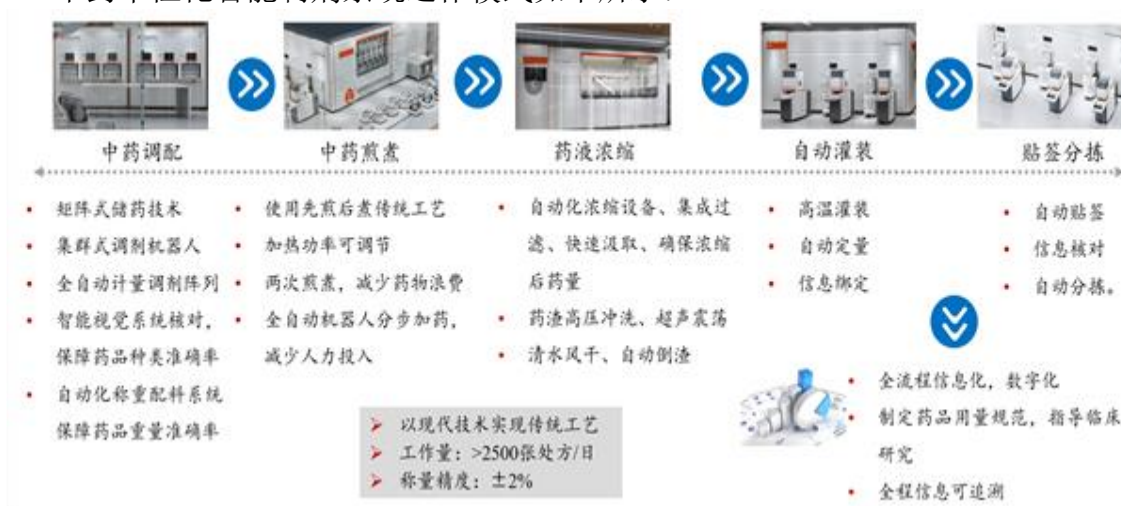 中药调配
中药煎煮
药液浓缩
自动灌装
贴签分拣
• 矩阵式储药技术
• 集群式调剂机器人
• 全自动计量调剂阵列
• 智能视觉系统核对，
保障药品种类准确率
• 自动化称重配料系统
保障药品重量准确率
• 使用先煎后煮传统工艺
• 加热功率可调节
• 两次煎煮，减少药物浪费
• 全自动机器人分步加药，
减少人力投入
• 自动化浓缩设备、集成过
滤、快速汲取、确保浓缩
后药量
• 药渣高压冲洗、超声震荡
• 清水风干、自动倒渣
• 高温灌装
• 自动定量
• 信息绑定
• 自动贴签
• 信息核对
• 自动分拣。
➢ 以现代技术实现传统工艺
➢ 工作量：>2500张处方/日
➢ 称量精度：±2%
• 全流程信息化，数字化
• 制定药品用量规范，指导临床
研究
• 全程信息可追溯